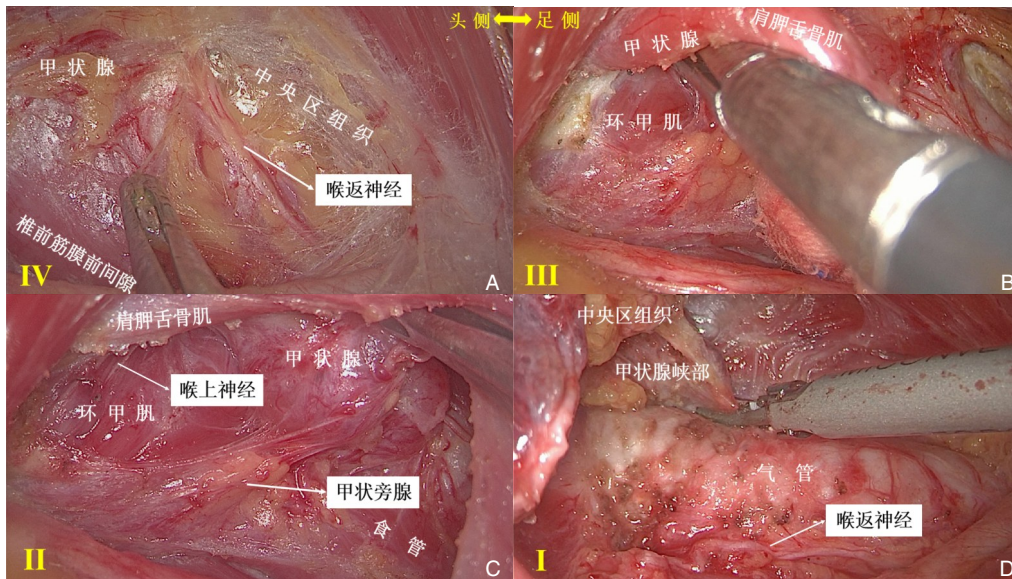 头侧 足侧
甲状腺
中央区组织
喉返神经
椎前筋膜前间隙
IV
A
甲状腺
肩胛舌骨肌
环甲肌
III
B
肩胛舌骨肌
甲状腺
喉上神经
环甲肌
甲状旁腺
食管
II
C
中央区组织
甲状腺峡部
气管
喉返神经
I
D